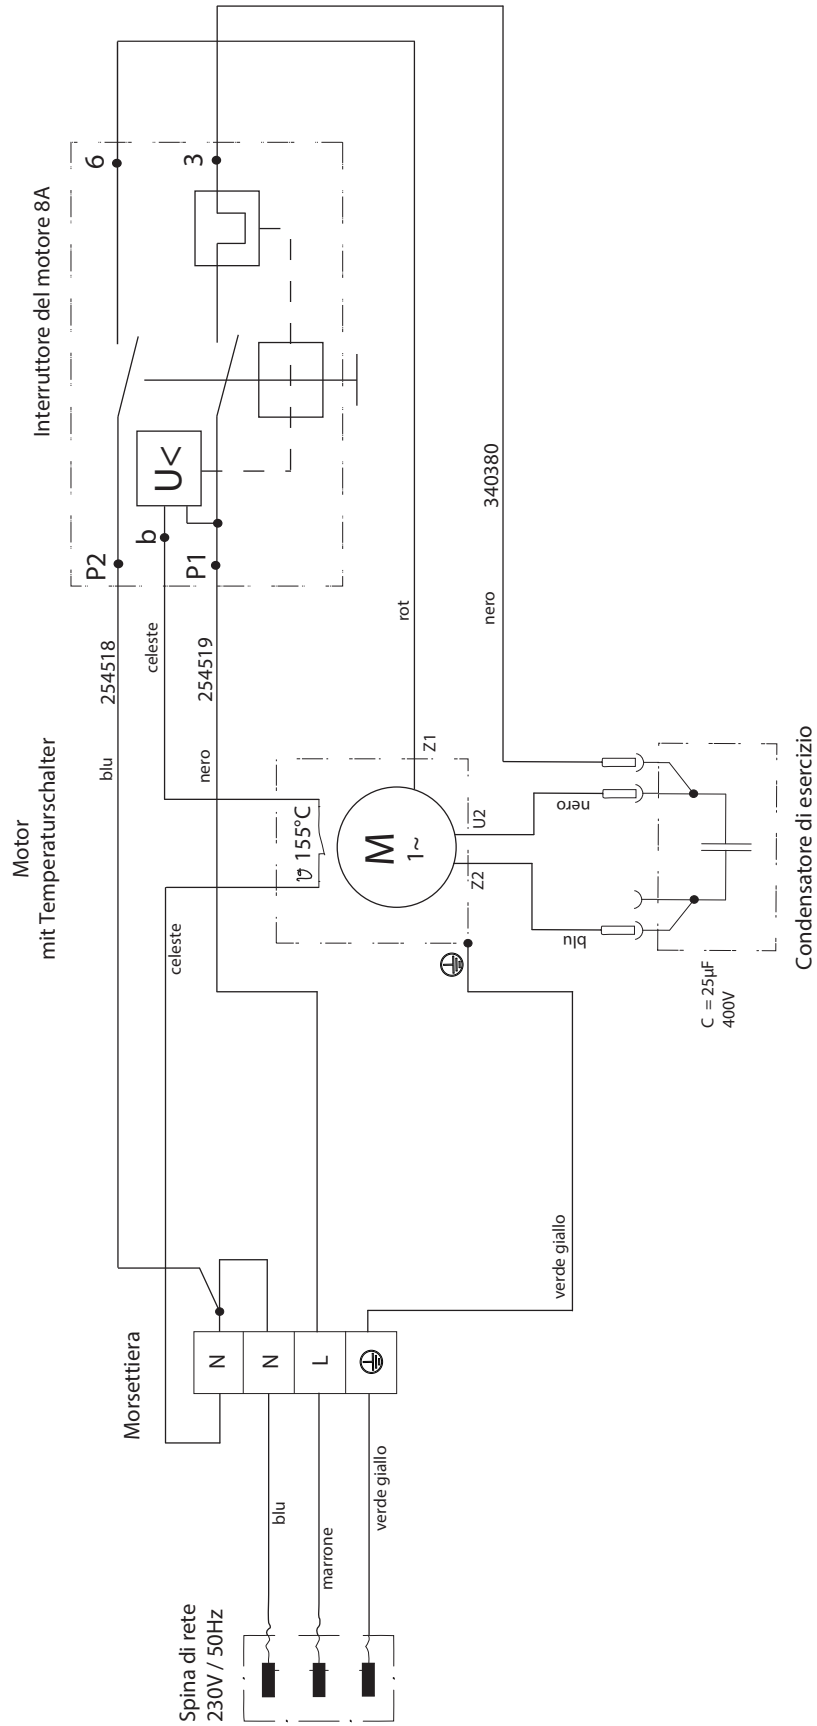 Spina di rete
230V / 50Hz
blu
marrone
verde giallo
Morsettiera
N
N
L
verde giallo
Motor
mit Temperaturschalter
celeste
ϑ 155°C
M
1~
Z2
U2
Z1
blu
nero
C = 25µF
400V
Condensatore di esercizio
blu
254518
celeste
nero
254519
rot
nero
340380
Interruttore del motore 8A
P2
b
P1
U<
6
3